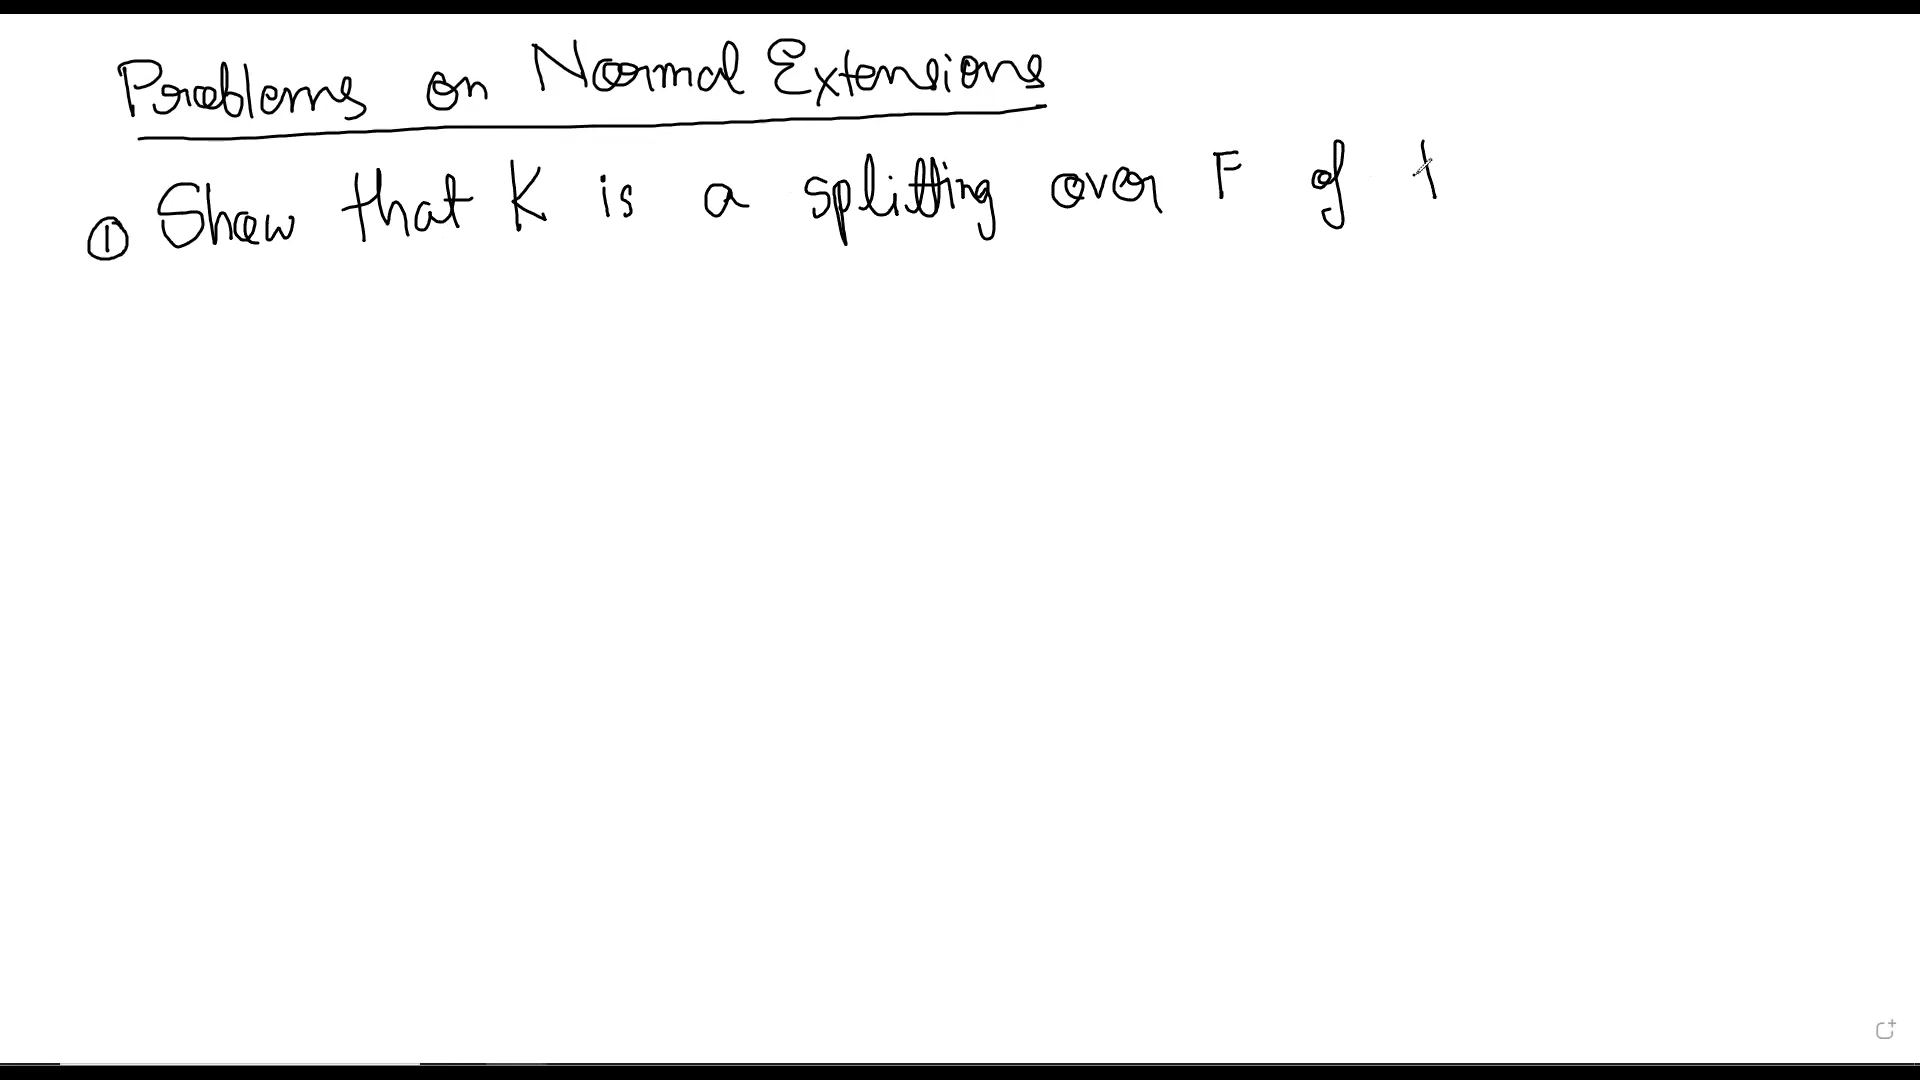 Problems on Normal Extensions
① Show that K is a splitting over F of